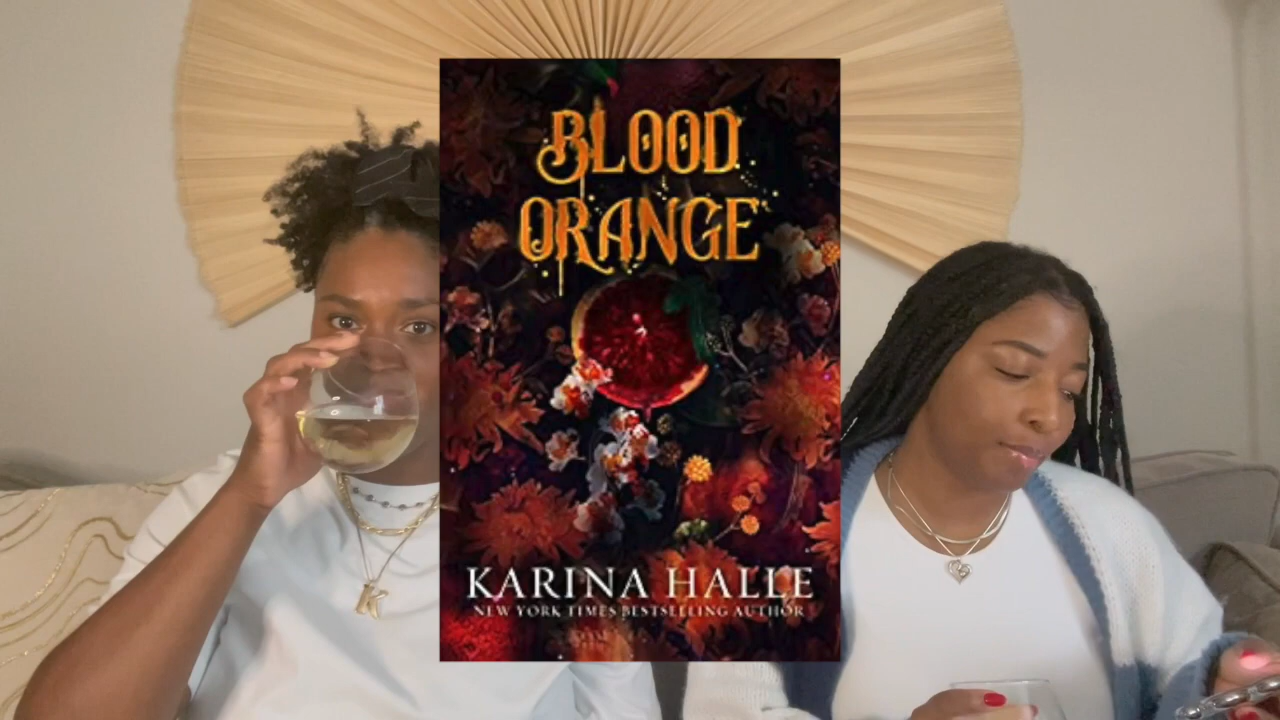 BLOOD
ORANGE
KARINA HALLE
NEW YORK TIMES BESTSELLING AUTHOR
K